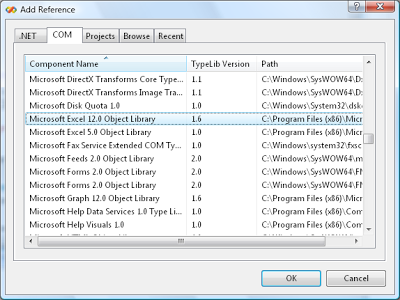 Add Reference
.NET COM Projects Browse Recent
Component Name TypeLib Version Path
Microsoft DirectX Transforms Core Type... 1.1 C:\Windows\SysWOW64\D:
Microsoft DirectX Transforms Image Tra... 1.1 C:\Windows\SysWOW64\D:
Microsoft Disk Quota 1.0 1.0 C:\Windows\System32\dsk
Microsoft Excel 12.0 Object Library 1.6 C:\Program Files (x86)\Micr
Microsoft Excel 5.0 Object Library 1.0 C:\Program Files (x86)\Micr
Microsoft Fax Service Extended COM Ty... 1.0 C:\Windows\system32\fxsc
Microsoft Feeds 2.0 Object Library 2.0 C:\Windows\SysWOW64\m
Microsoft Forms 2.0 Object Library 2.0 C:\Windows\SysWOW64\FM
Microsoft Forms 2.0 Object Library 2.0 C:\Windows\SysWOW64\FM
Microsoft Graph 12.0 Object Library 1.6 C:\Program Files (x86)\Micr
Microsoft Help Data Services 1.0 Type Li... 1.0 C:\Program Files (x86)\Com
Microsoft Help Visuals 1.0 1.0 C:\Program Files (x86)\Com
OK Cancel